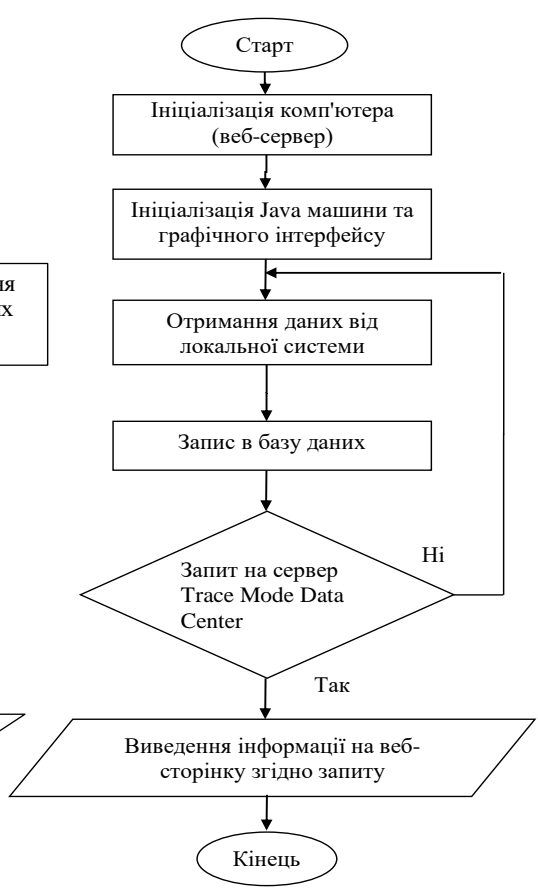 Старт
Ініціалізація комп'ютера
(веб-сервер)
Ініціалізація Java машини та
графічного інтерфейсу
Отримання даних від
локальної системи
Запис в базу даних
Запит на сервер
Trace Mode Data
Center
Ні
Так
Виведення інформації на веб-
сторінку згідно запиту
Кінець